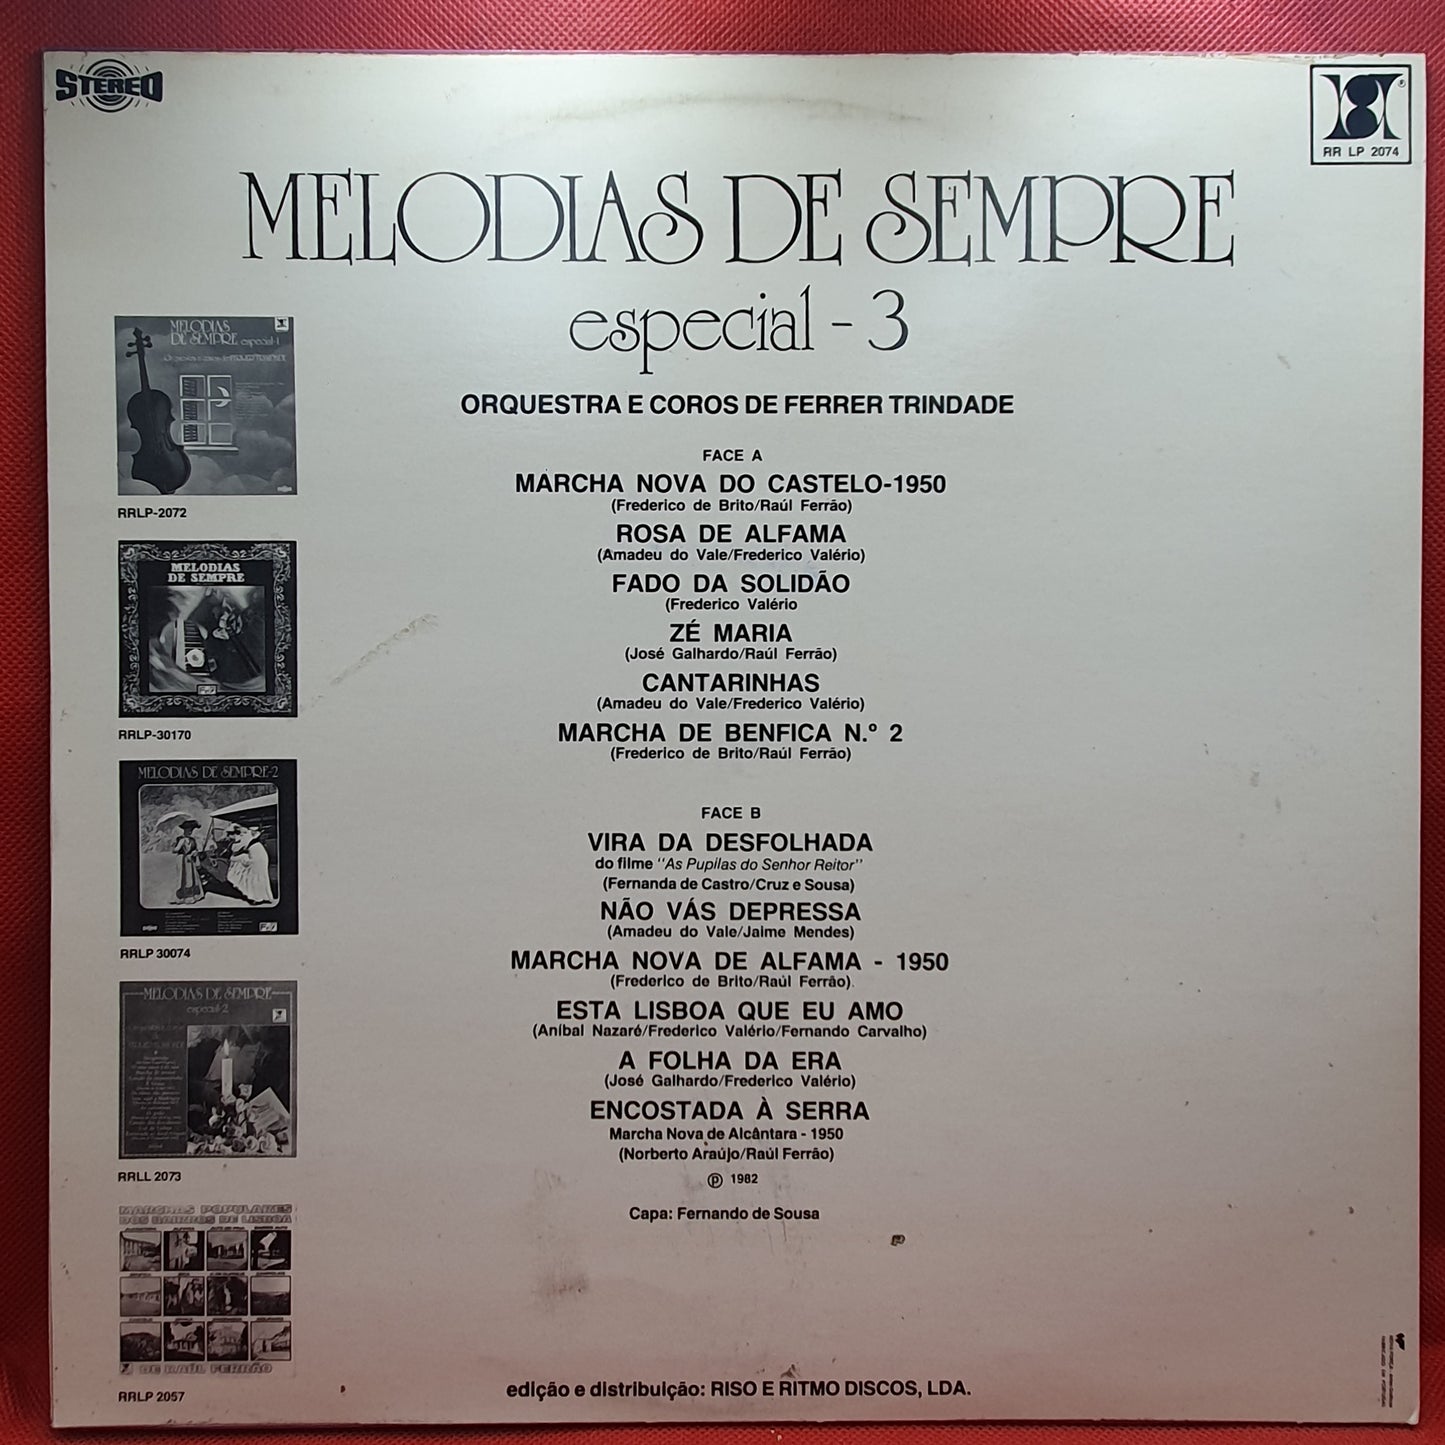 STEREO
RR LP 2074
MELODIAS DE SEMPRE
especial - 3
ORQUESTRA E COROS DE FERRER TRINDADE
FACE A
MARCHA NOVA DO CASTELO-1950
(Frederico de Brito/Raúl Ferrão)
ROSA DE ALFAMA
(Amadeu do Vale/Frederico Valério)
FADO DA SOLIDÃO
(Frederico Valério
ZÉ MARIA
(José Galhardo/Raúl Ferrão)
CANTARINHAS
(Amadeu do Vale/Frederico Valério)
MARCHA DE BENFICA N.º 2
(Frederico de Brito/Raúl Ferrão)
FACE B
VIRA DA DESFOLHADA
do filme "As Pupilas do Senhor Reitor"
(Fernanda de Castro/Cruz e Sousa)
NÃO VÁS DEPRESSA
(Amadeu do Vale/Jaime Mendes)
MARCHA NOVA DE ALFAMA - 1950
(Frederico de Brito/Raúl Ferrão)
ESTA LISBOA QUE EU AMO
(Aníbal Nazaré/Frederico Valério/Fernando Carvalho)
A FOLHA DA ERA
(José Galhardo/Frederico Valério)
ENCOSTADA À SERRA
Marcha Nova de Alcântara - 1950
(Norberto Araújo/Raúl Ferrão)
℗ 1982
Capa: Fernando de Sousa
edição e distribuição: RISO E RITMO DISCOS, LDA.
MELODIAS
DE SEMPRE especial-1
RRLP-2072
MELODIAS
DE SEMPRE
RRLP-30170
MELODIAS DE SEMPRE-2
RRLP 30074
MELODIAS DE SEMPRE
especial-2
RRLL 2073
MARCHAS POPULARES
DOS BAIRROS DE LISBOA
DE RAÚL FERRÃO
RRLP 2057